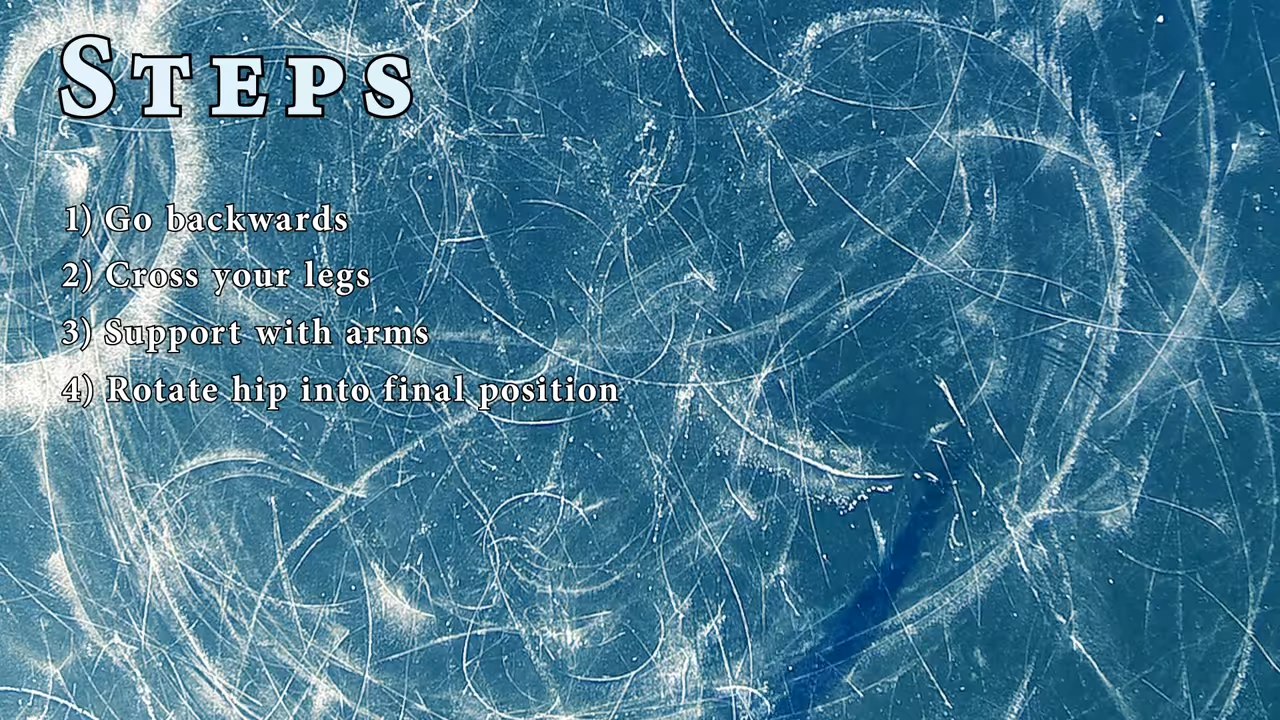 Steps
1) Go backwards
2) Cross your legs
3) Support with arms
4) Rotate hip into final position